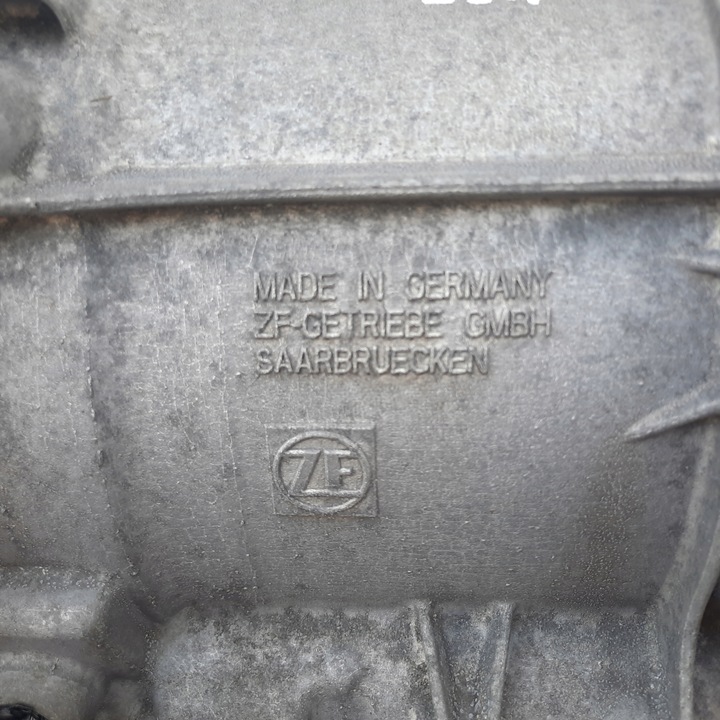 MADE IN GERMANY
ZF-GETRIEBE GMBH
SAARBRUECKEN
ZF